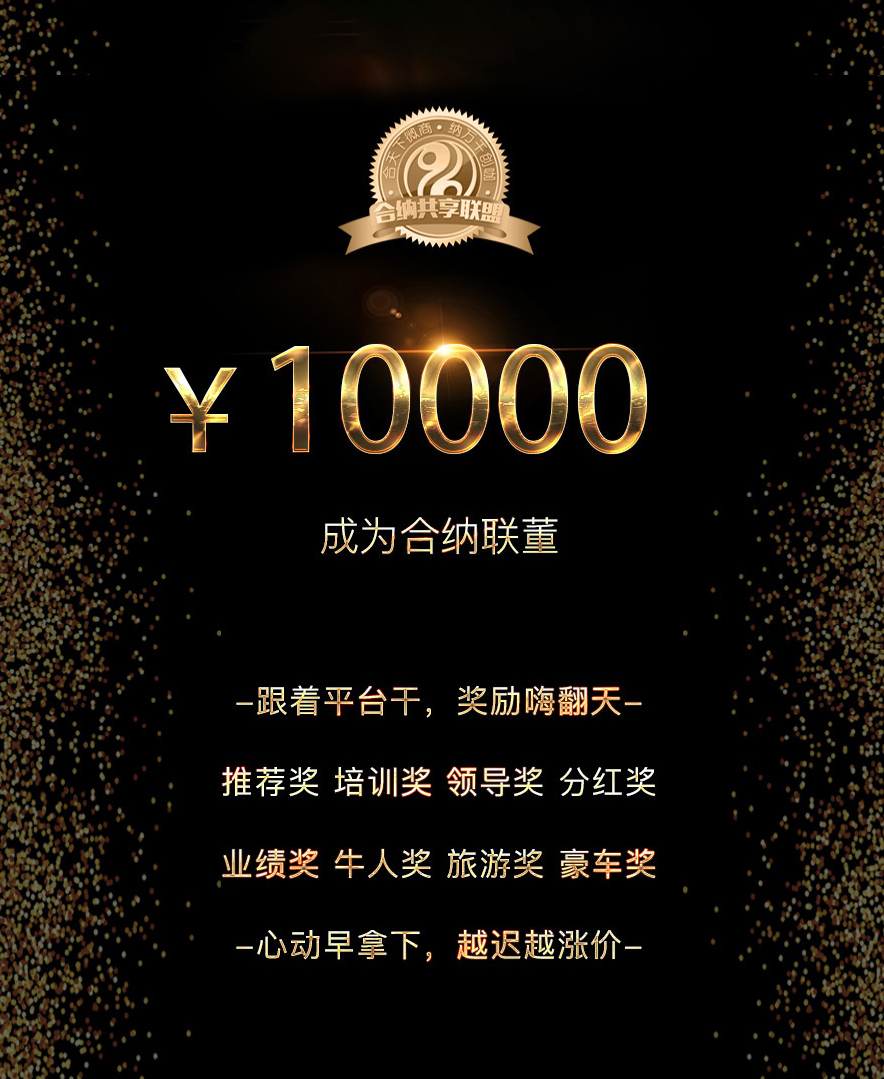 合天下微商•纳万千创咖
合纳共享联盟
¥10000
成为合纳联董
–跟着平台干，奖励嗨翻天–
推荐奖 培训奖 领导奖 分红奖
业绩奖 牛人奖 旅游奖 豪车奖
–心动早拿下，越迟越涨价–